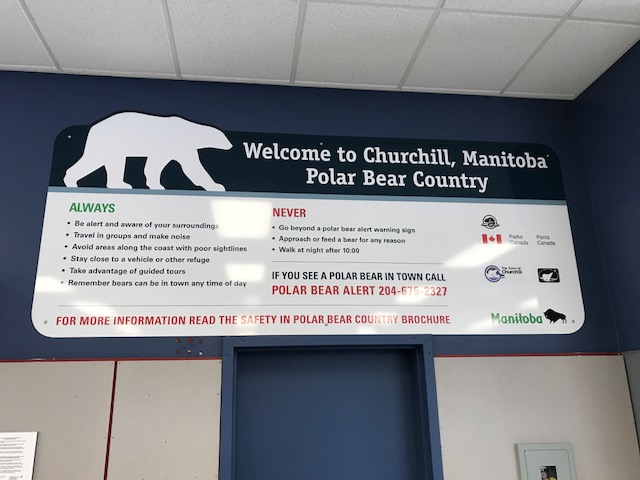 Welcome to Churchill, Manitoba
Polar Bear Country
ALWAYS
• Be alert and aware of your surroundings
• Travel in groups and make noise
• Avoid areas along the coast with poor sightlines
• Stay close to a vehicle or other refuge
• Take advantage of guided tours
• Remember bears can be in town any time of day
NEVER
• Go beyond a polar bear alert warning sign
• Approach or feed a bear for any reason
• Walk at night after 10:00
IF YOU SEE A POLAR BEAR IN TOWN CALL
POLAR BEAR ALERT 204-675-2327
FOR MORE INFORMATION READ THE SAFETY IN POLAR BEAR COUNTRY BROCHURE
Parks Parcs
Canada Canada
The Town of
Churchill
Manitoba